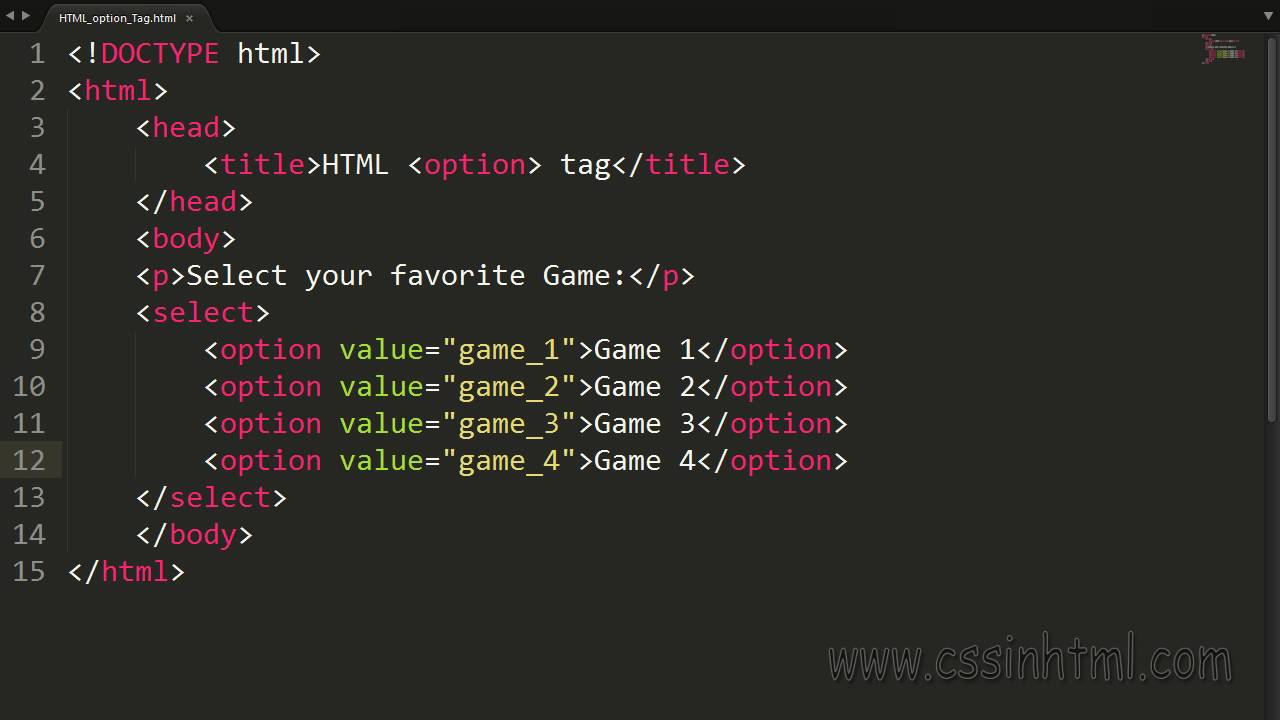 HTML_option_Tag.html ×
1 <!DOCTYPE html>
2 <html>
3 <head>
4 <title>HTML <option> tag</title>
5 </head>
6 <body>
7 <p>Select your favorite Game:</p>
8 <select>
9 <option value="game_1">Game 1</option>
10 <option value="game_2">Game 2</option>
11 <option value="game_3">Game 3</option>
12 <option value="game_4">Game 4</option>
13 </select>
14 </body>
15 </html>
www.cssinhtml.com